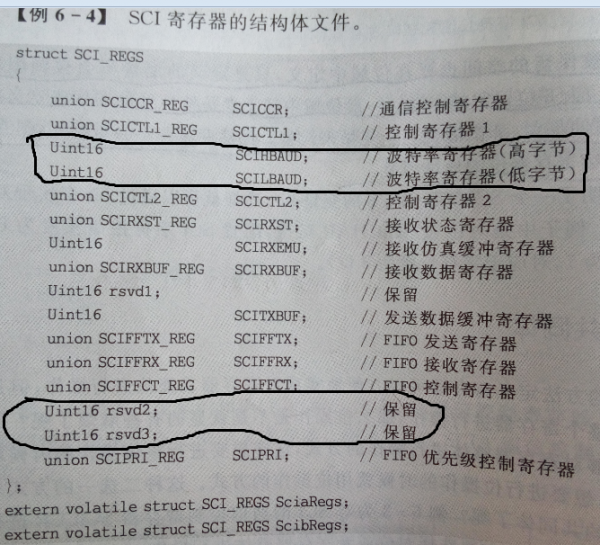 【例 6-4】 SCI 寄存器的结构体文件。
struct SCI_REGS
{
union SCICCR_REG SCICCR; //通信控制寄存器
union SCICTL1_REG SCICTL1; // 控制寄存器 1
Uint16 SCIHBAUD; // 波特率寄存器(高字节)
Uint16 SCILBAUD; // 波特率寄存器(低字节)
union SCICTL2_REG SCICTL2; // 控制寄存器 2
union SCIRXST_REG SCIRXST; // 接收状态寄存器
Uint16 SCIRXEMU; // 接收仿真缓冲寄存器
union SCIRXBUF_REG SCIRXBUF; // 接收数据寄存器
Uint16 rsvd1; // 保留
Uint16 SCITXBUF; // 发送数据缓冲寄存器
union SCIFFTX_REG SCIFFTX; // FIFO 发送寄存器
union SCIFFRX_REG SCIFFRX; // FIFO 接收寄存器
union SCIFFCT_REG SCIFFCT; // FIFO 控制寄存器
Uint16 rsvd2; // 保留
Uint16 rsvd3; // 保留
union SCIPRI_REG SCIPRI; // FIFO 优先级控制寄存器
};
extern volatile struct SCI_REGS SciaRegs;
extern volatile struct SCI_REGS ScibRegs;